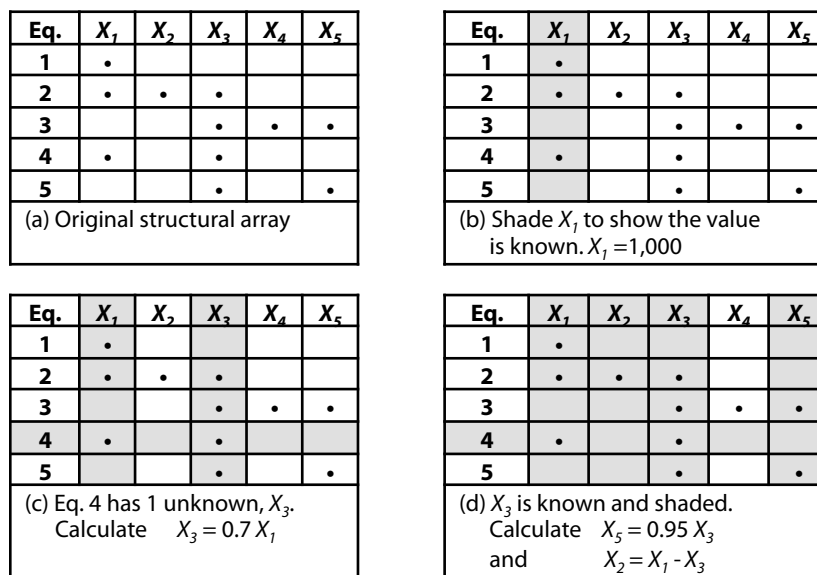 Eq. X₁ X₂ X₃ X₄ X₅
1 •
2 • • •
3 • • •
4 • •
5 • •
(a) Original structural array
Eq. X₁ X₂ X₃ X₄ X₅
1 •
2 • • •
3 • • •
4 • •
5 • •
(b) Shade X₁ to show the value
is known. X₁ =1,000
Eq. X₁ X₂ X₃ X₄ X₅
1 •
2 • • •
3 • • •
4 • •
5 • •
(c) Eq. 4 has 1 unknown, X₃.
Calculate X₃ = 0.7 X₁
Eq. X₁ X₂ X₃ X₄ X₅
1 •
2 • • •
3 • • •
4 • •
5 • •
(d) X₃ is known and shaded.
Calculate X₅ = 0.95 X₃
and X₂ = X₁ - X₃